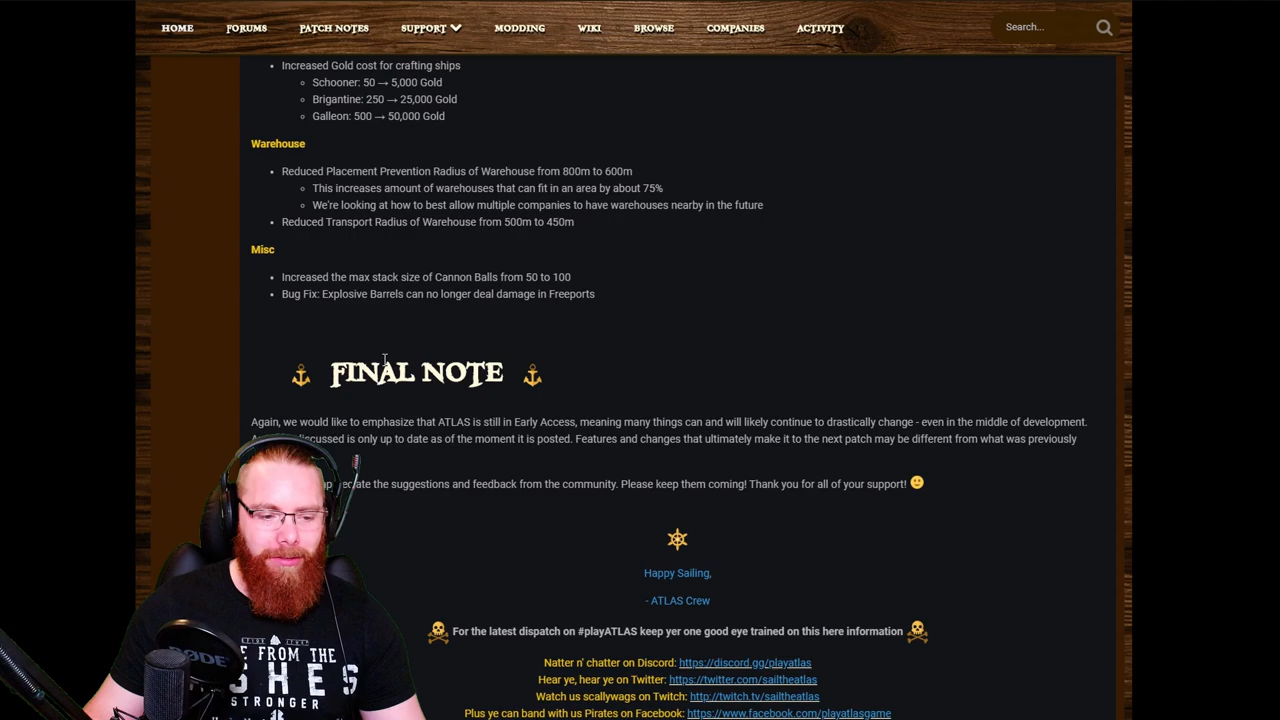 HOME FORUMS PATCH NOTES SUPPORT MODDING WIKI BROWSE COMPANIES ACTIVITY Search...
Increased Gold cost for crafting ships
Schooner: 50 → 5,000 Gold
Brigantine: 250 → 25,000 Gold
Galleon: 500 → 50,000 Gold
Warehouse
Reduced Placement Prevention Radius of Warehouse from 800m to 600m
This increases amount of warehouses that can fit in an area by about 75%
We're looking at how to best allow multiple companies to have warehouses nearby in the future
Reduced Transport Radius of Warehouse from 500m to 450m
Misc
Increased the max stack size of Cannon Balls from 50 to 100
Bug Fix: Explosive Barrels can no longer deal damage in Freeports
FINAL NOTE
Again, we would like to emphasize that ATLAS is still in Early Access, meaning many things can and will likely continue to drastically change - even in the middle of development.
discussed is only up to date as of the moment it is posted. Features and changes that ultimately make it to the next patch may be different from what was previously
the suggestions and feedback from the community. Please keep them coming! Thank you for all of your support!
Happy Sailing,
- ATLAS Crew
For the latest dispatch on #playATLAS keep yer one good eye trained on this here information
Natter n' chatter on Discord: https://discord.gg/playatlas
Hear ye, hear ye on Twitter: https://twitter.com/sailtheatlas
Watch us scallywags on Twitch: http://twitch.tv/sailtheatlas
Plus ye can band with us Pirates on Facebook: https://www.facebook.com/playatlasgame
RØDE
FROM THE
STRONGER